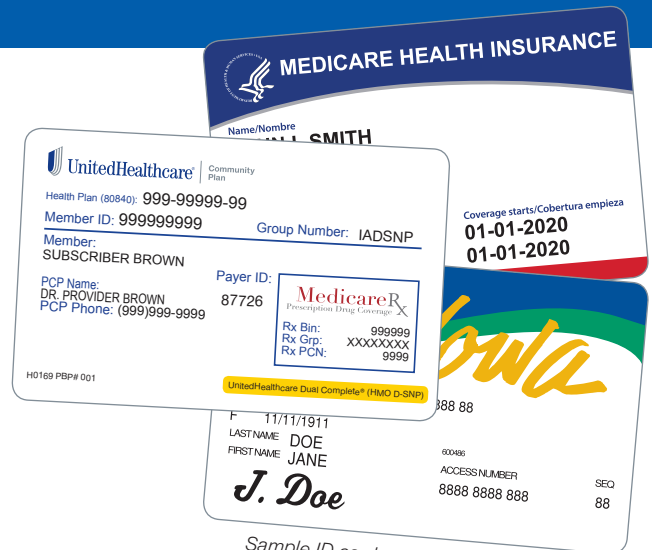 MEDICARE HEALTH INSURANCE
Name/Nombre
L SMITH
Coverage starts/Cobertura empieza
01-01-2020
01-01-2020
UnitedHealthcare® Community Plan
Health Plan (80840): 999-99999-99
Member ID: 999999999 Group Number: IADSNP
Member:
SUBSCRIBER BROWN
PCP Name:
DR. PROVIDER BROWN
PCP Phone: (999)999-9999
Payer ID:
87726
MedicareRx
Prescription Drug Coverage
Rx Bin: 999999
Rx Grp: XXXXXXXX
Rx PCN: 9999
H0169 PBP# 001
UnitedHealthcare Dual Complete® (HMO D-SNP)
Iowa
888 88
F 11/11/1911
LAST NAME DOE
FIRST NAME JANE
J. Doe
600486
ACCESS NUMBER
8888 8888 888
SEQ
88
Sample ID